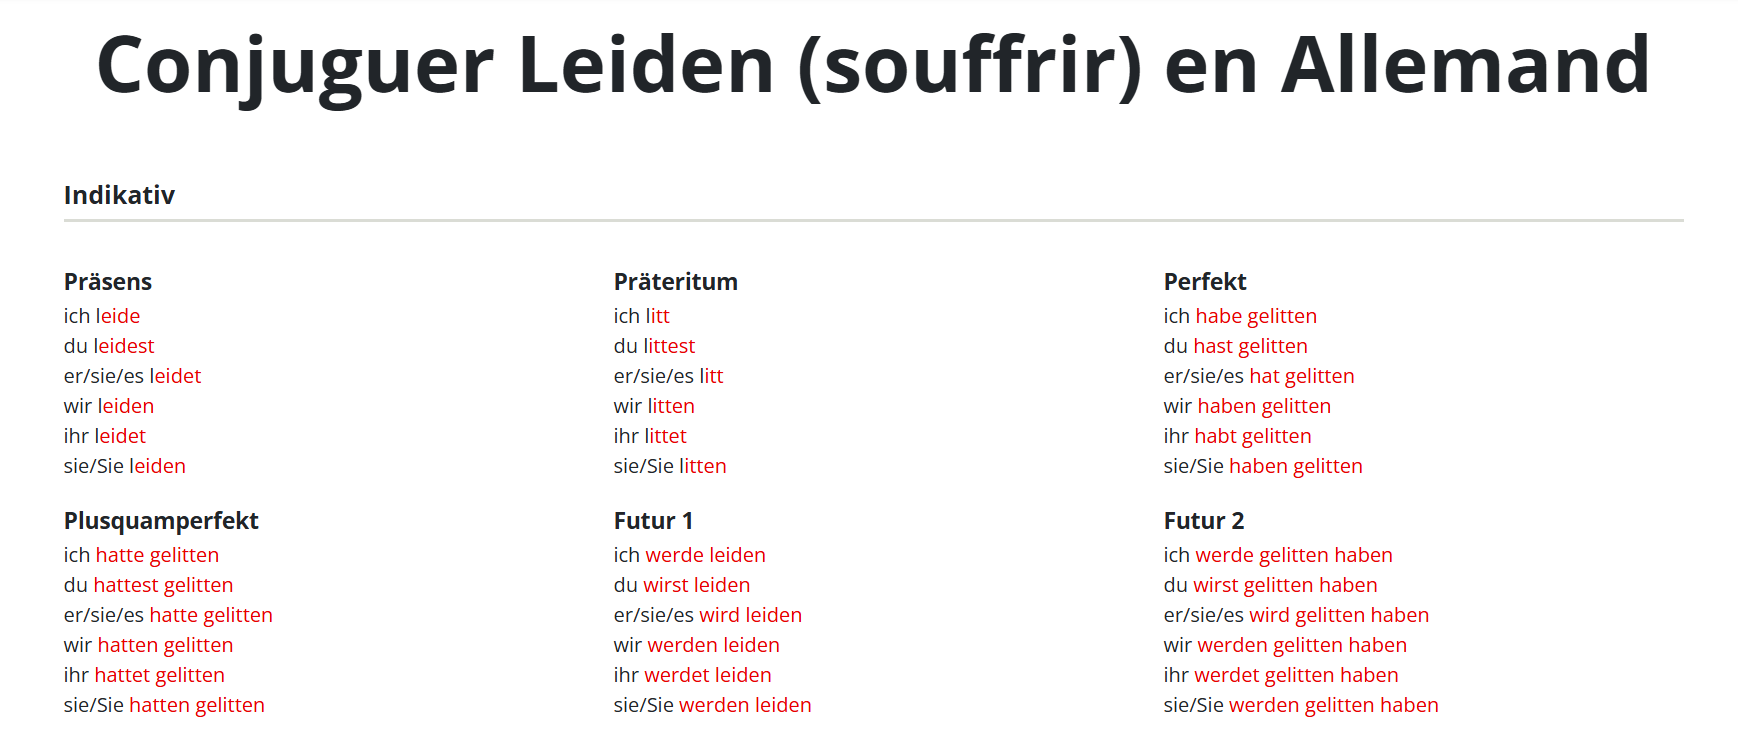 Conjuguer Leiden (souffrir) en Allemand
Indikativ
Präsens
ich leide
du leidest
er/sie/es leidet
wir leiden
ihr leidet
sie/Sie leiden
Präteritum
ich litt
du littest
er/sie/es litt
wir litten
ihr littet
sie/Sie litten
Perfekt
ich habe gelitten
du hast gelitten
er/sie/es hat gelitten
wir haben gelitten
ihr habt gelitten
sie/Sie haben gelitten
Plusquamperfekt
ich hatte gelitten
du hattest gelitten
er/sie/es hatte gelitten
wir hatten gelitten
ihr hattet gelitten
sie/Sie hatten gelitten
Futur 1
ich werde leiden
du wirst leiden
er/sie/es wird leiden
wir werden leiden
ihr werdet leiden
sie/Sie werden leiden
Futur 2
ich werde gelitten haben
du wirst gelitten haben
er/sie/es wird gelitten haben
wir werden gelitten haben
ihr werdet gelitten haben
sie/Sie werden gelitten haben